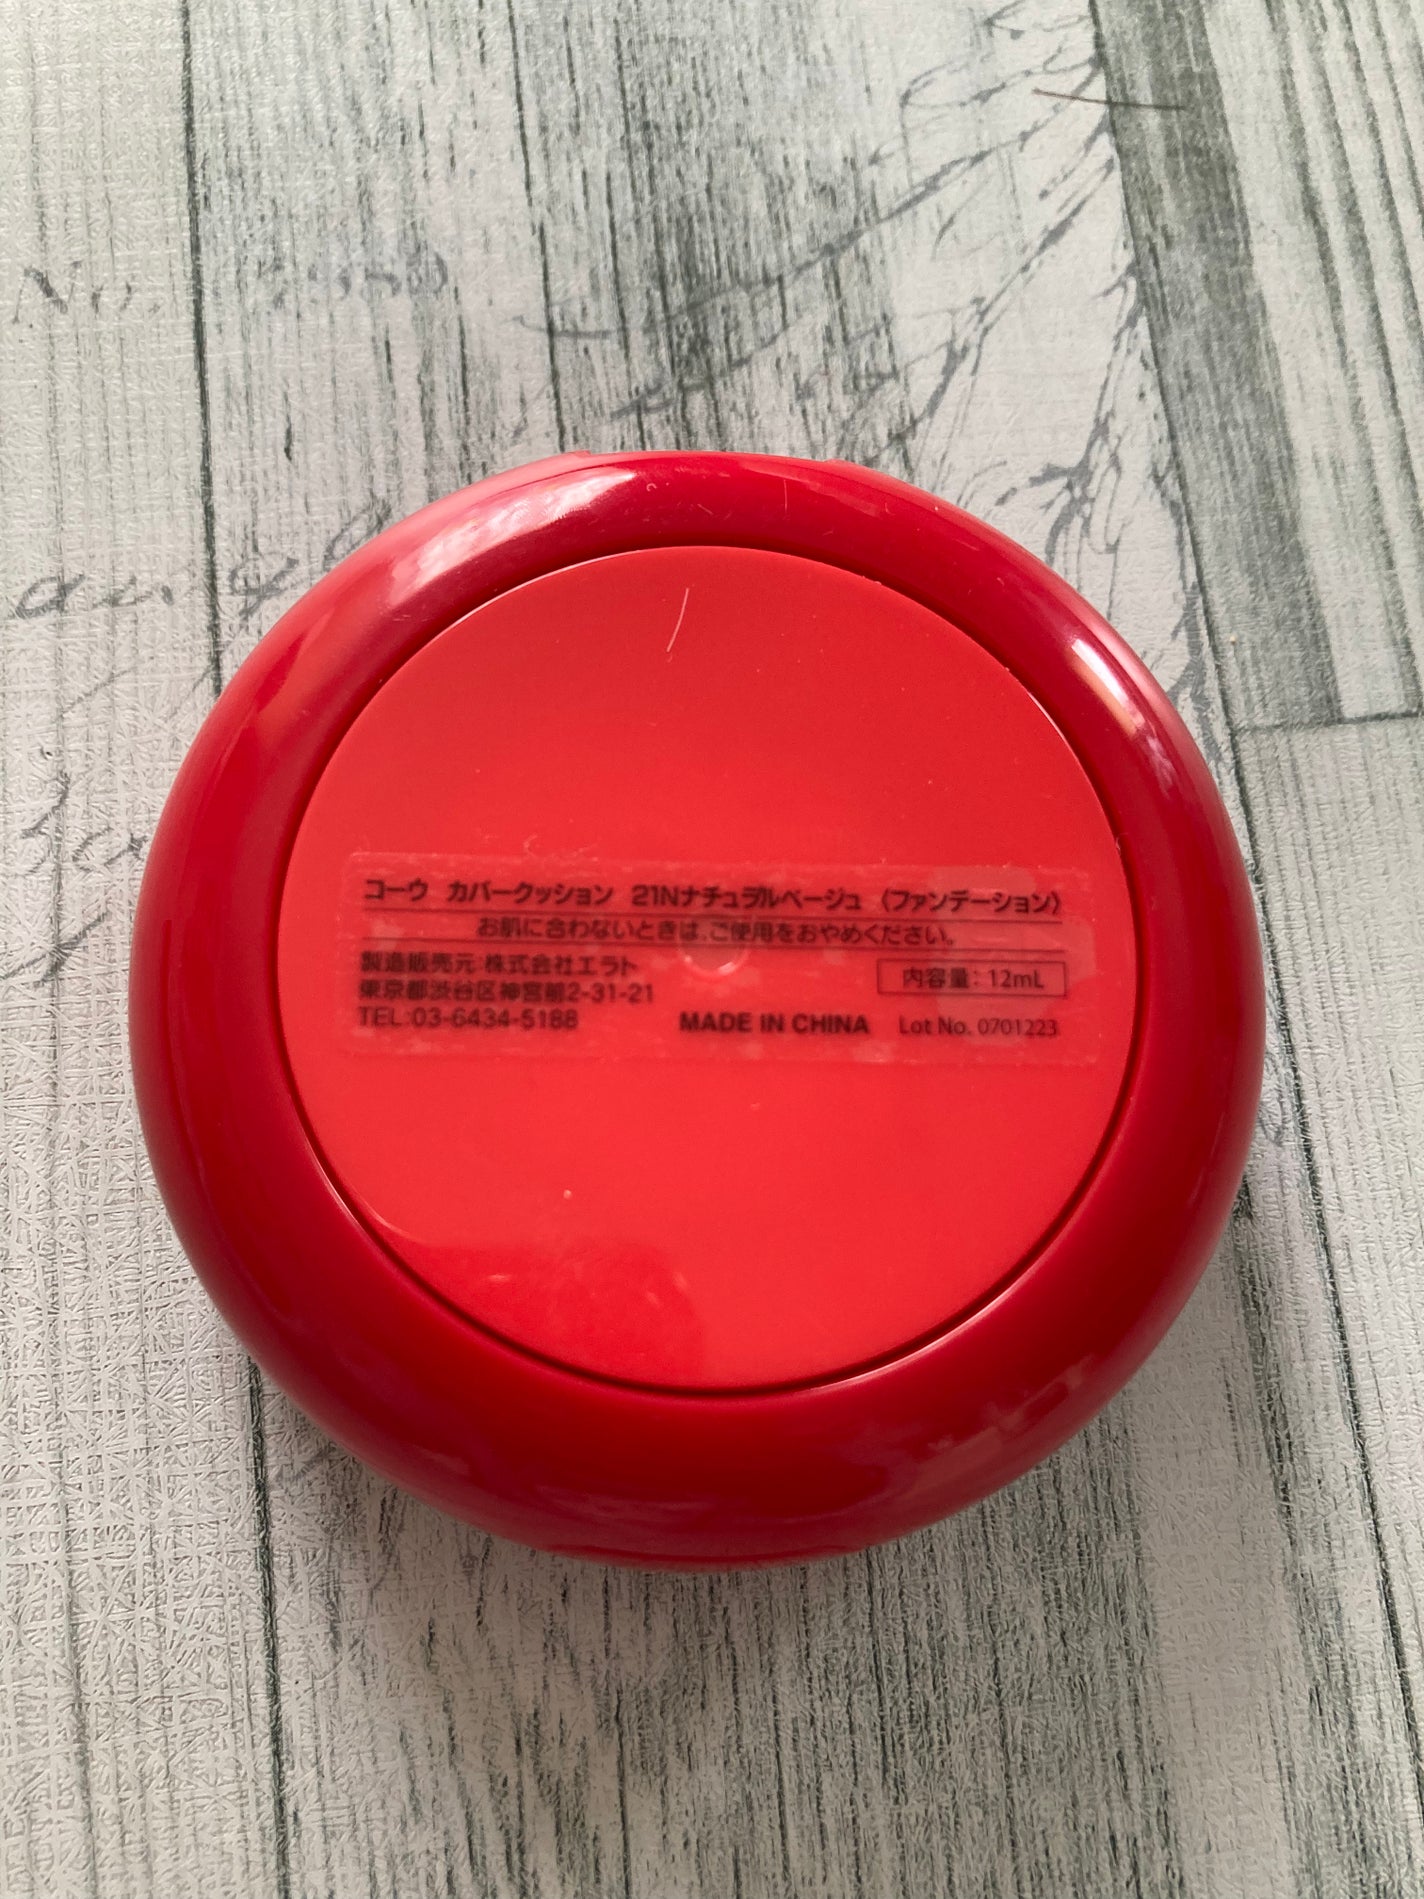 コーウ カバークッション 21Nナチュラルベージュ 〈ファンデーション〉
お肌に合わないときは、ご使用をおやめください。
製造販売元 株式会社エラト
東京都渋谷区神宮前2-31-21
内容量：12mL
TEL:03-6434-5188
MADE IN CHINA
Lot No. 0701223
No.